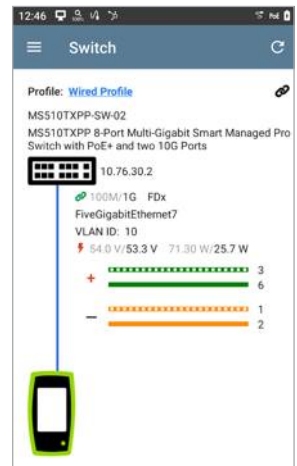 12:46
Switch
Profile: Wired Profile
MS510TXPP-SW-02
MS510TXPP 8-Port Multi-Gigabit Smart Managed Pro
Switch with PoE+ and two 10G Ports
10.76.30.2
100M/1G FDx
FiveGigabitEthernet7
VLAN ID: 10
54.0 V/53.3 V 71.30 W/25.7 W
+
3
6
—
1
2